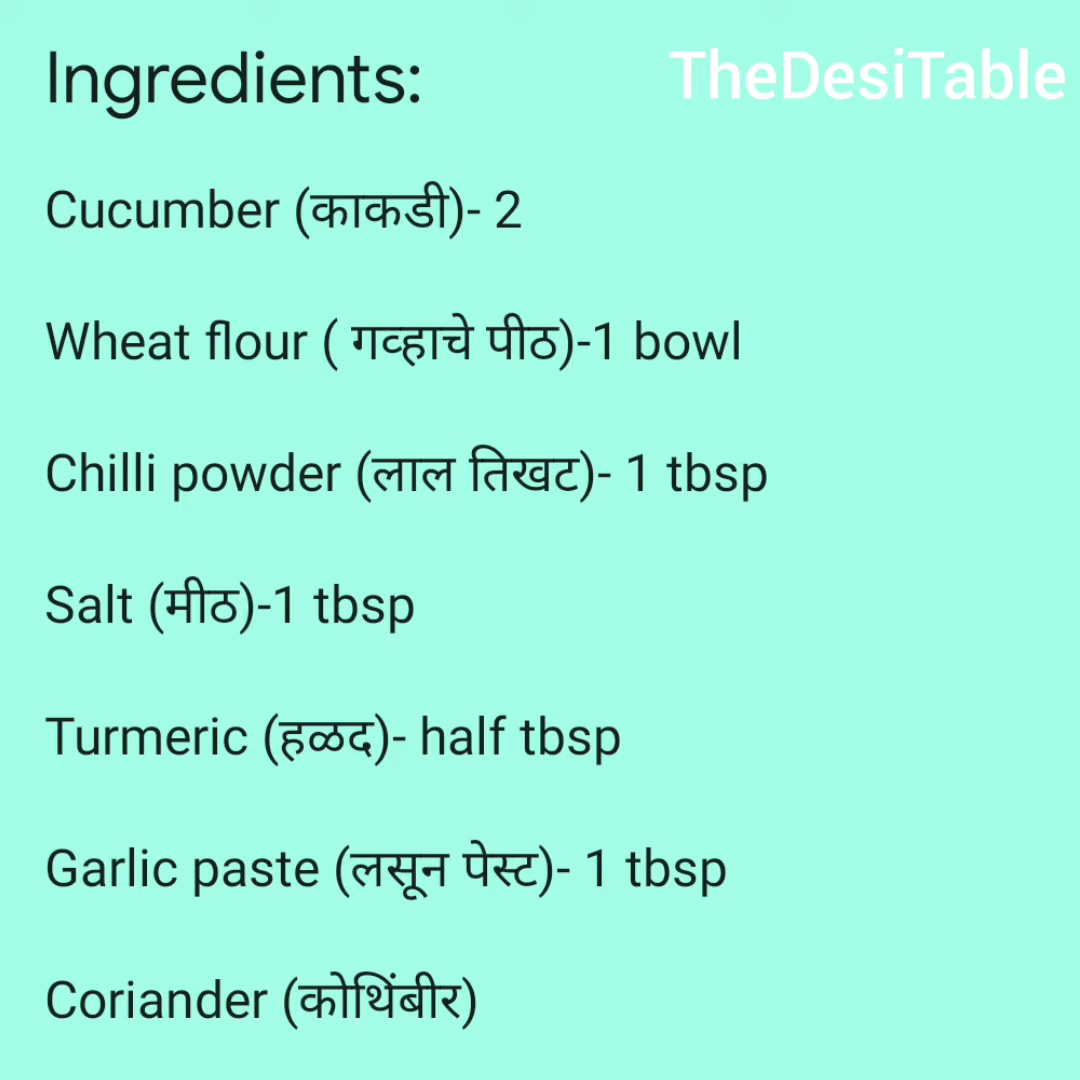 Ingredients:
TheDesiTable
Cucumber (काकडी)- 2
Wheat flour ( गव्हाचे पीठ)-1 bowl
Chilli powder (लाल तिखट)- 1 tbsp
Salt (मीठ)-1 tbsp
Turmeric (हळद)- half tbsp
Garlic paste (लसून पेस्ट)- 1 tbsp
Coriander (कोथिंबीर)